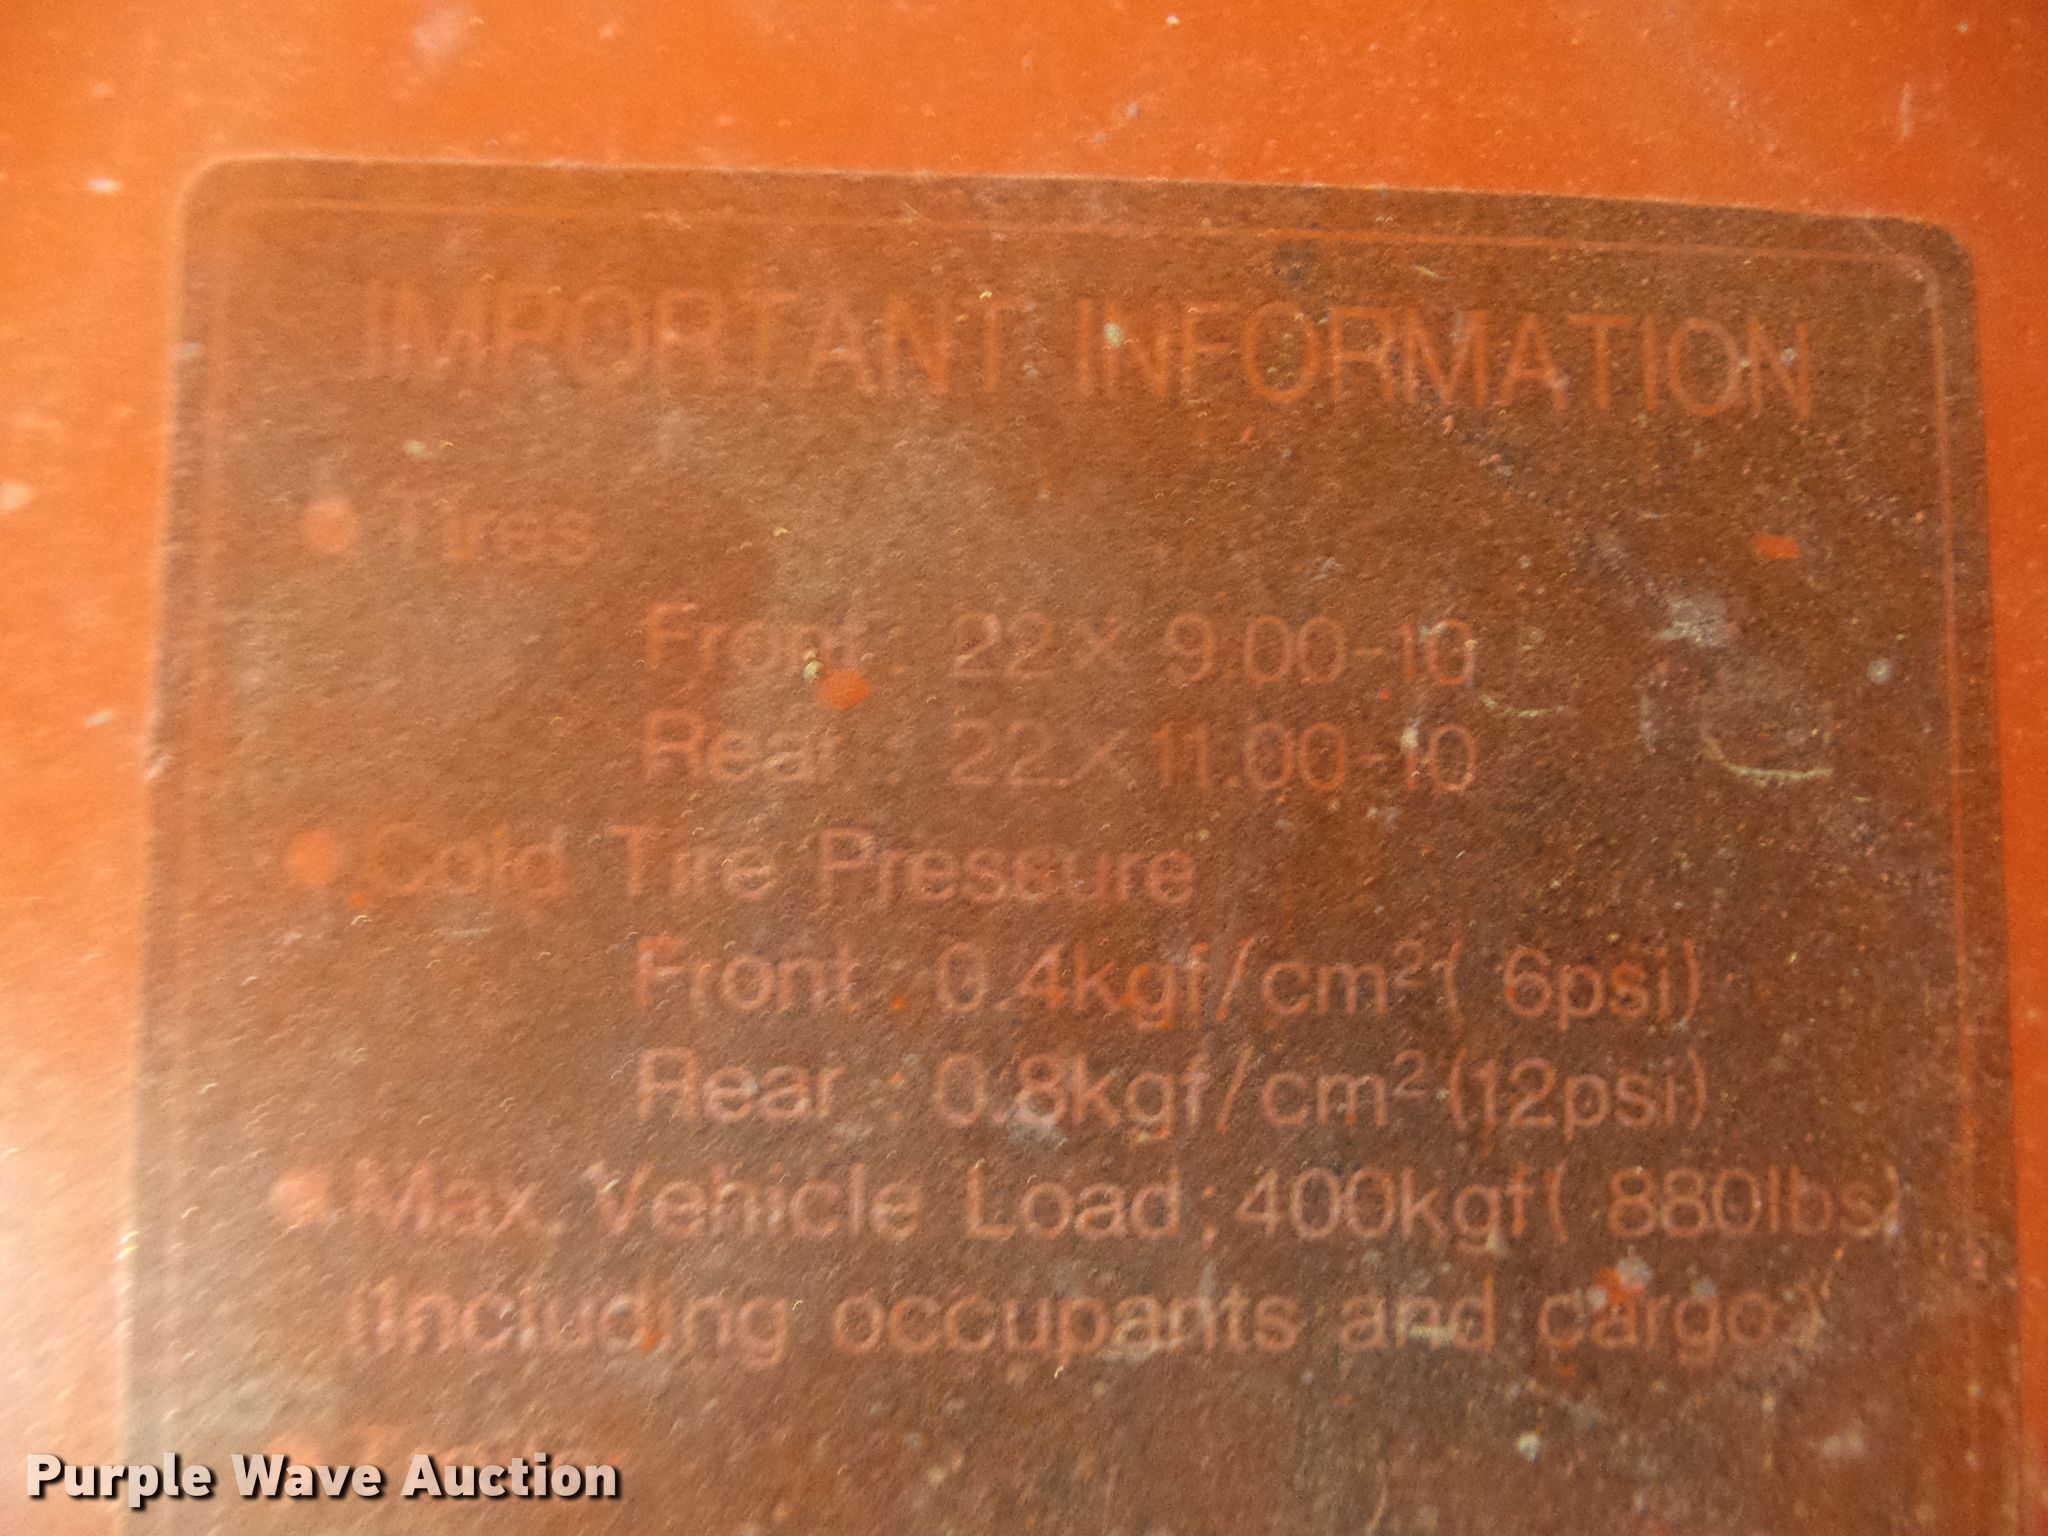 IMPORTANT INFORMATION
● Tires
Front : 22 × 9.00-10
Rear : 22 × 11.00-10
● Cold Tire Pressure
Front : 0.4kgf/cm² ( 6psi)
Rear : 0.8kgf/cm² (12psi)
● Max. Vehicle Load : 400kgf( 880lbs)
(Including occupants and cargo.)
Purple Wave Auction